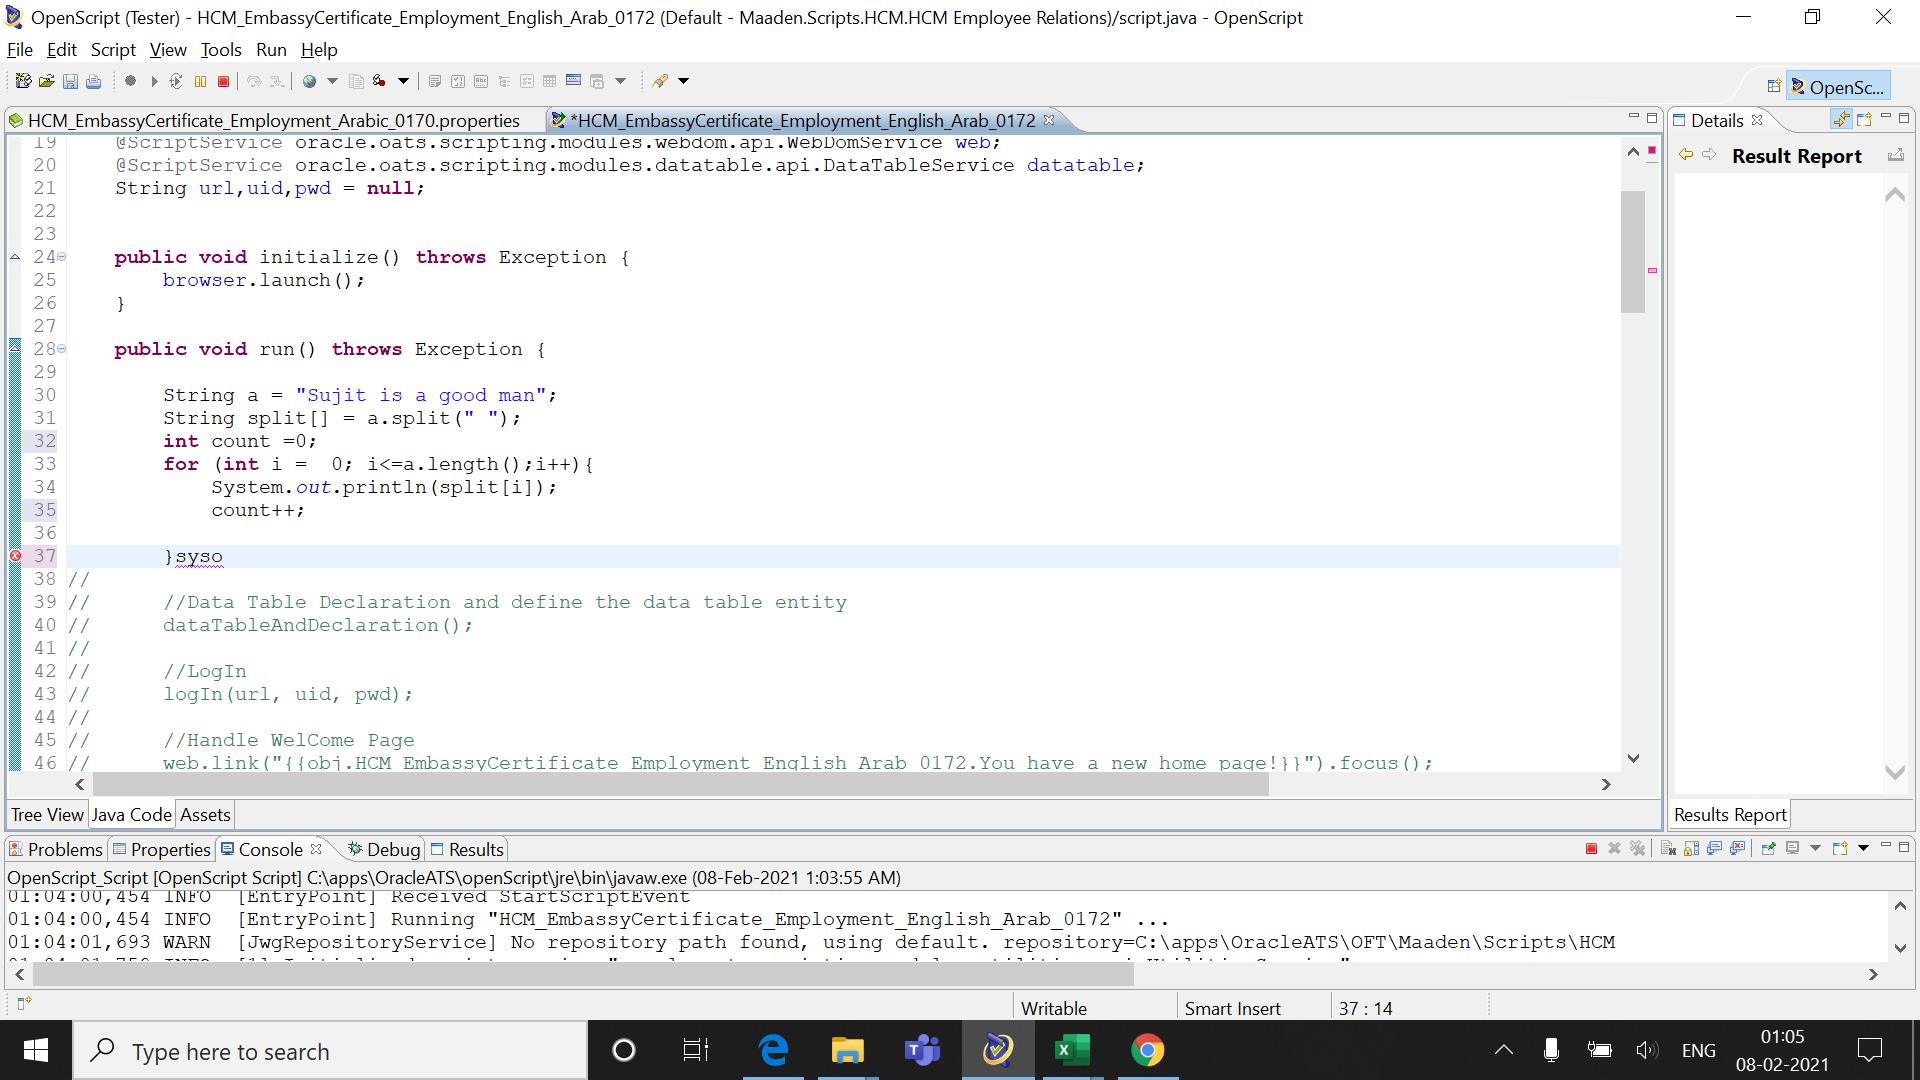 OpenScript (Tester) - HCM_EmbassyCertificate_Employment_English_Arab_0172 (Default - Maaden.Scripts.HCM.HCM Employee Relations)/script.java - OpenScript
File Edit Script View Tools Run Help
OpenSc...
HCM_EmbassyCertificate_Employment_Arabic_0170.properties *HCM_EmbassyCertificate_Employment_English_Arab_0172
19 @ScriptService oracle.oats.scripting.modules.webdom.api.WebDomService web;
20 @ScriptService oracle.oats.scripting.modules.datatable.api.DataTableService datatable;
21 String url,uid,pwd = null;
22
23
24 public void initialize() throws Exception {
25 browser.launch();
26 }
27
28 public void run() throws Exception {
29
30 String a = "Sujit is a good man";
31 String split[] = a.split(" ");
32 int count =0;
33 for (int i =  0; i<=a.length();i++){
34 System.out.println(split[i]);
35 count++;
36
37 }syso
38 //
39 // //Data Table Declaration and define the data table entity
40 // dataTableAndDeclaration();
41 //
42 // //LogIn
43 // logIn(url, uid, pwd);
44 //
45 // //Handle WelCome Page
46 // web.link("{{obj.HCM_EmbassyCertificate_Employment_English_Arab_0172.You have a new home page!}}").focus();
Tree View Java Code Assets
Details
Result Report
Results Report
Problems Properties Console Debug Results
OpenScript_Script [OpenScript Script] C:\apps\OracleATS\openScript\jre\bin\javaw.exe (08-Feb-2021 1:03:55 AM)
01:04:00,454 INFO [EntryPoint] Received StartScriptEvent
01:04:00,454 INFO [EntryPoint] Running "HCM_EmbassyCertificate_Employment_English_Arab_0172" ...
01:04:01,693 WARN [JwgRepositoryService] No repository path found, using default. repository=C:\apps\OracleATS\OFT\Maaden\Scripts\HCM
Writable Smart Insert 37 : 14
Type here to search
ENG
01:05
08-02-2021